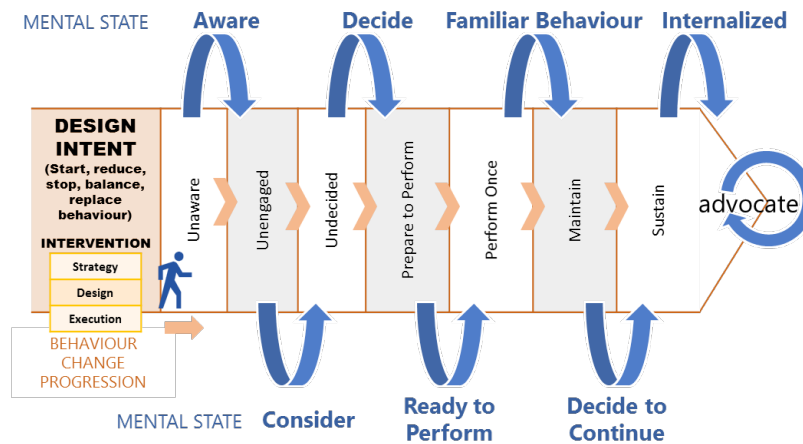 MENTAL STATE
Aware
Decide
Familiar Behaviour
Internalized
DESIGN
INTENT
(Start, reduce,
stop, balance,
replace
behaviour)
INTERVENTION
Strategy
Design
Execution
BEHAVIOUR
CHANGE
PROGRESSION
Unaware
Unengaged
Undecided
Prepare to Perform
Perform Once
Maintain
Sustain
advocate
MENTAL STATE
Consider
Ready to
Perform
Decide to
Continue